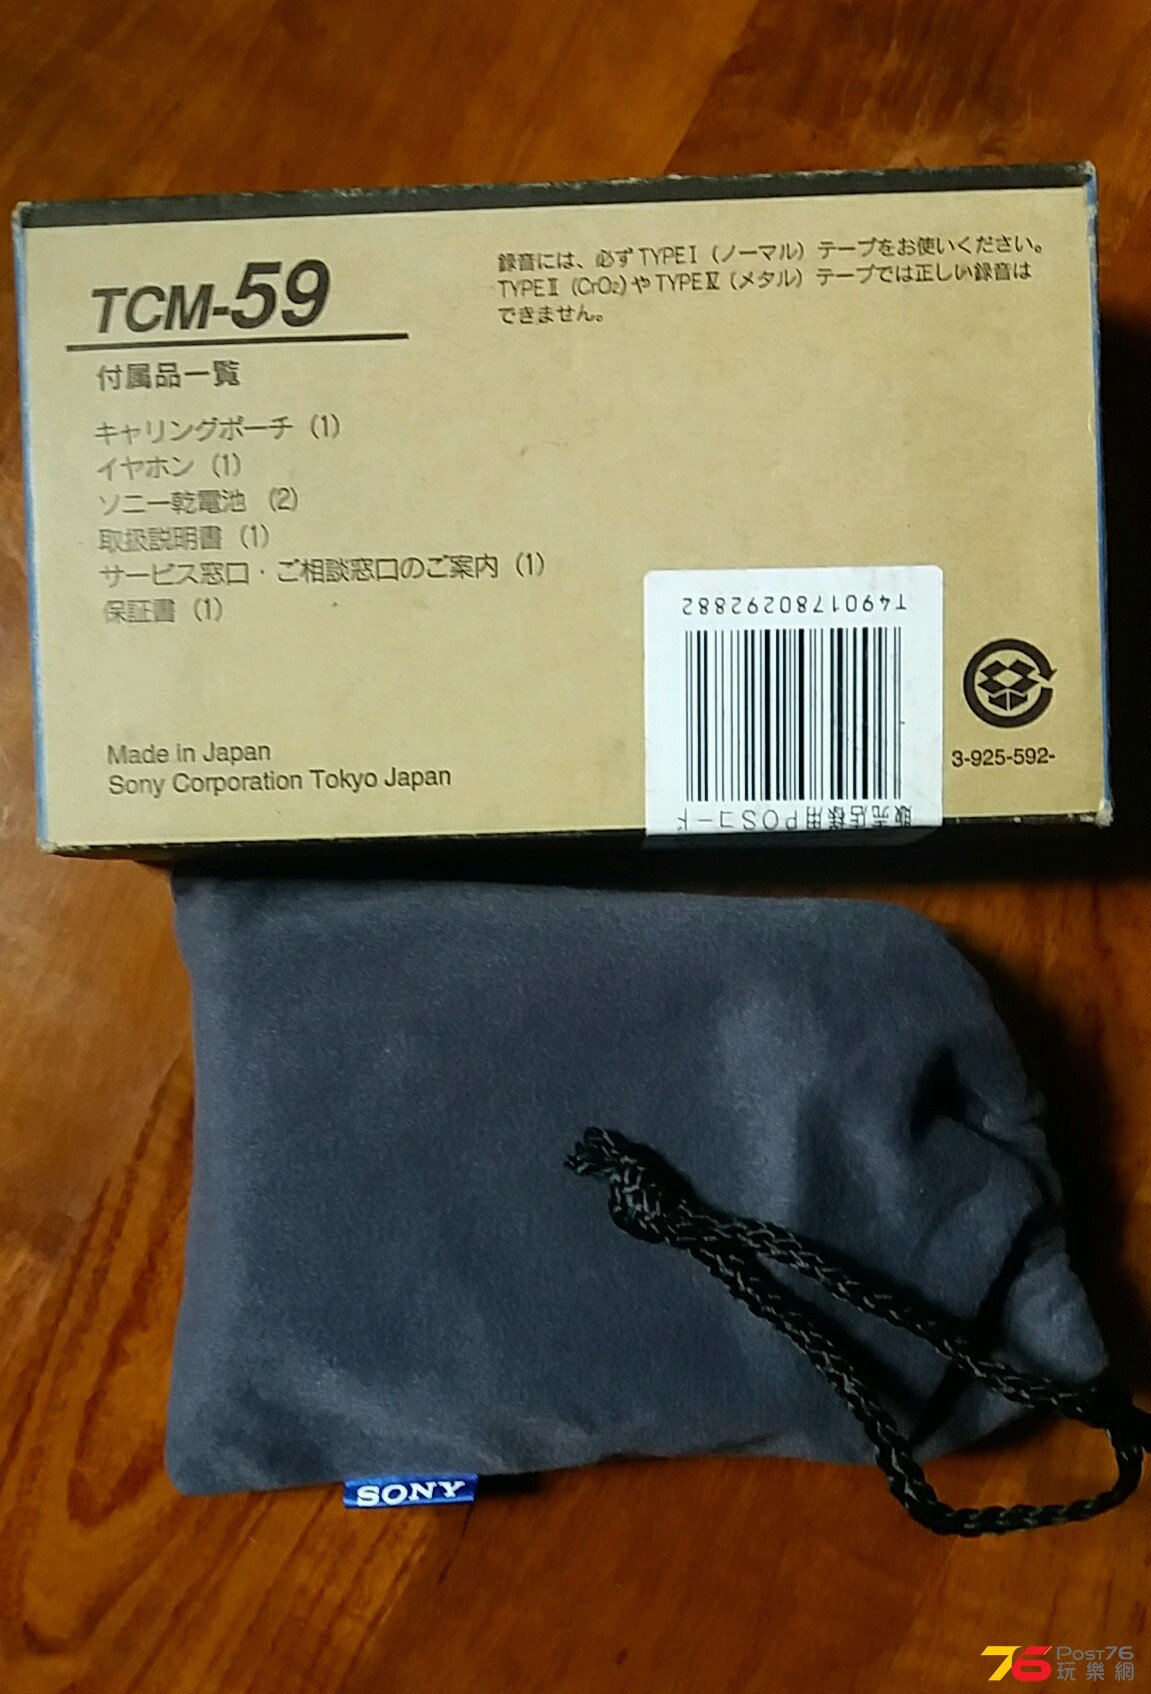 TCM-59
録音には、必ずTYPE I（ノーマル）テープをお使いください。
TYPE II（CrO₂）やTYPE IV（メタル）テープでは正しい録音は
できません。
付属品一覧
キャリングポーチ（1）
イヤホン（1）
ソニー乾電池（2）
取扱説明書（1）
サービス窓口・ご相談窓口のご案内（1）
保証書（1）
Made in Japan
Sony Corporation Tokyo Japan
T4901780292882
販売店様用POSコード
3-925-592-
SONY
76 POST76
玩樂網